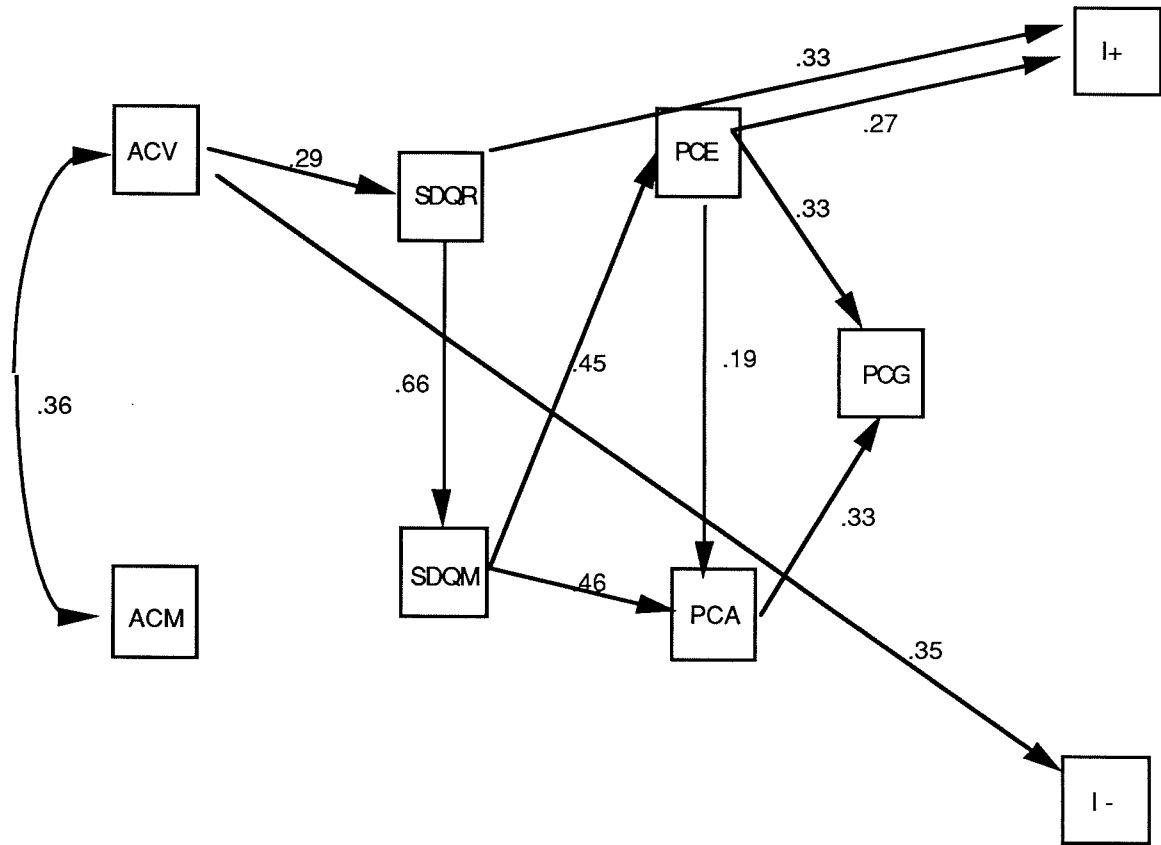 I+
.33
.27
ACV
.29
SDQR
PCE
.33
.45
.19
PCG
.66
.36
.33
SDQM
.46
PCA
ACM
.35
I -